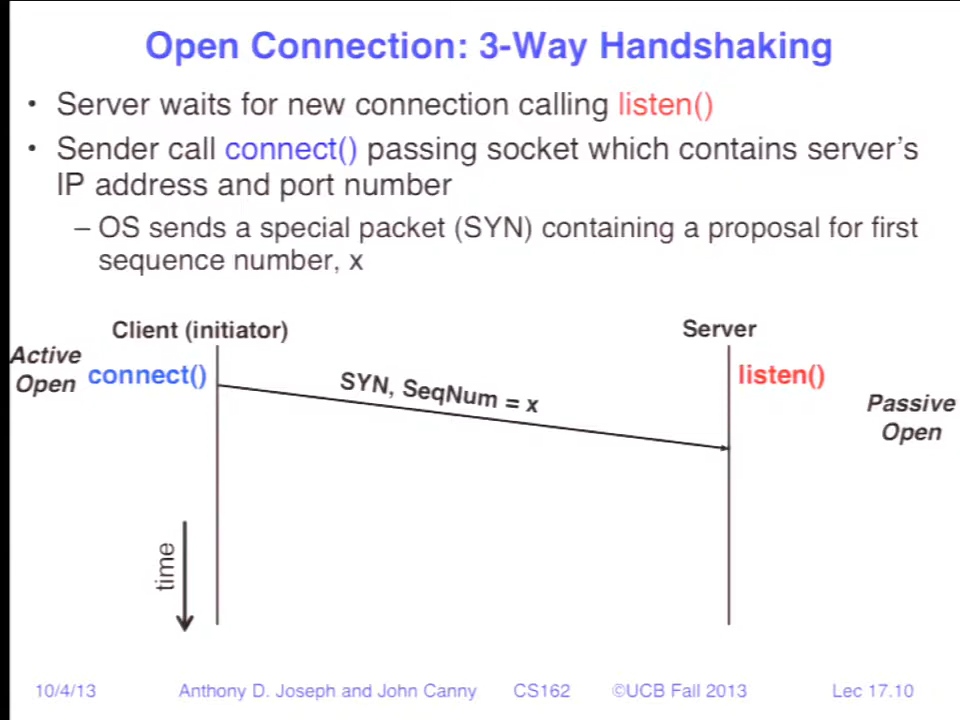 Open Connection: 3-Way Handshaking
• Server waits for new connection calling listen()
• Sender call connect() passing socket which contains server's
IP address and port number
– OS sends a special packet (SYN) containing a proposal for first
sequence number, x
Client (initiator)
Server
Active
Open
connect()
SYN, SeqNum = x
listen()
Passive
Open
time
10/4/13
Anthony D. Joseph and John Canny
CS162
©UCB Fall 2013
Lec 17.10